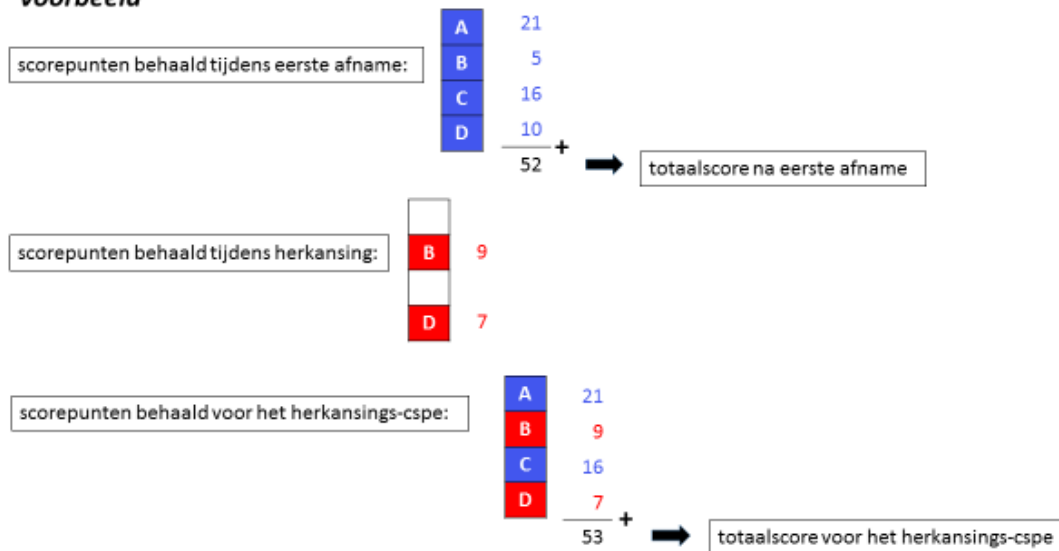 voorbeeld
A 21
scorepunten behaald tijdens eerste afname: B 5
C 16
D 10
+
52 totaalscore na eerste afname
scorepunten behaald tijdens herkansing: B 9
D 7
A 21
scorepunten behaald voor het herkansings-cspe: B 9
C 16
D 7
+
53 totaalscore voor het herkansings-cspe